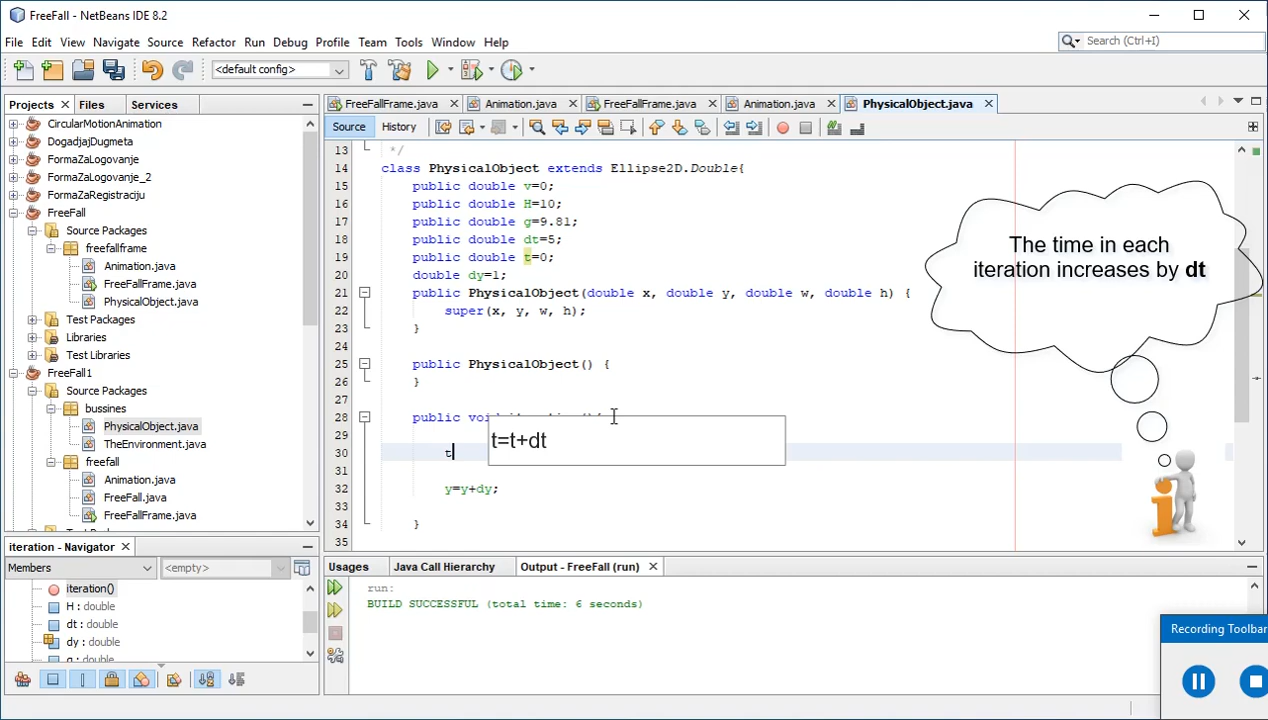 FreeFall - NetBeans IDE 8.2
File Edit View Navigate Source Refactor Run Debug Profile Team Tools Window Help
Search (Ctrl+I)
<default config>
Projects Files Services
CircularMotionAnimation
DogadjajDugmeta
FormaZaLogovanje
FormaZaLogovanje_2
FormaZaRegistraciju
FreeFall
Source Packages
freefallframe
Animation.java
FreeFallFrame.java
PhysicalObject.java
Test Packages
Libraries
Test Libraries
FreeFall1
Source Packages
bussines
PhysicalObject.java
TheEnvironment.java
freefall
Animation.java
FreeFall.java
FreeFallFrame.java
iteration - Navigator
Members <empty>
iteration()
H : double
dt : double
dy : double
FreeFallFrame.java Animation.java FreeFallFrame.java Animation.java PhysicalObject.java
Source History
13 */
14 class PhysicalObject extends Ellipse2D.Double{
15 public double v=0;
16 public double H=10;
17 public double g=9.81;
18 public double dt=5;
19 public double t=0;
20 double dy=1;
21 public PhysicalObject(double x, double y, double w, double h) {
22 super(x, y, w, h);
23 }
24
25 public PhysicalObject() {
26 }
27
28 public void
29
30 t
31
32 y=y+dy;
33
34 }
35
t=t+dt
The time in each
iteration increases by dt
Usages Java Call Hierarchy Output - FreeFall (run)
run:
BUILD SUCCESSFUL (total time: 6 seconds)
Recording Toolbar